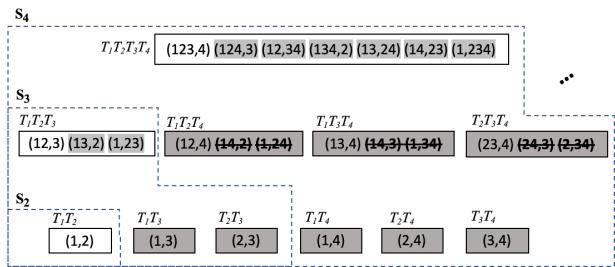 S4
T1T2T3T4 (123,4) (124,3) (12,34) (134,2) (13,24) (14,23) (1,234)
S3
T1T2T3 T1T2T4 T1T3T4 T2T3T4
(12,3) (13,2) (1,23) (12,4) (14,2) (1,24) (13,4) (14,3) (1,34) (23,4) (24,3) (2,34)
S2
T1T2 T1T3 T2T3 T1T4 T2T4 T3T4
(1,2) (1,3) (2,3) (1,4) (2,4) (3,4)